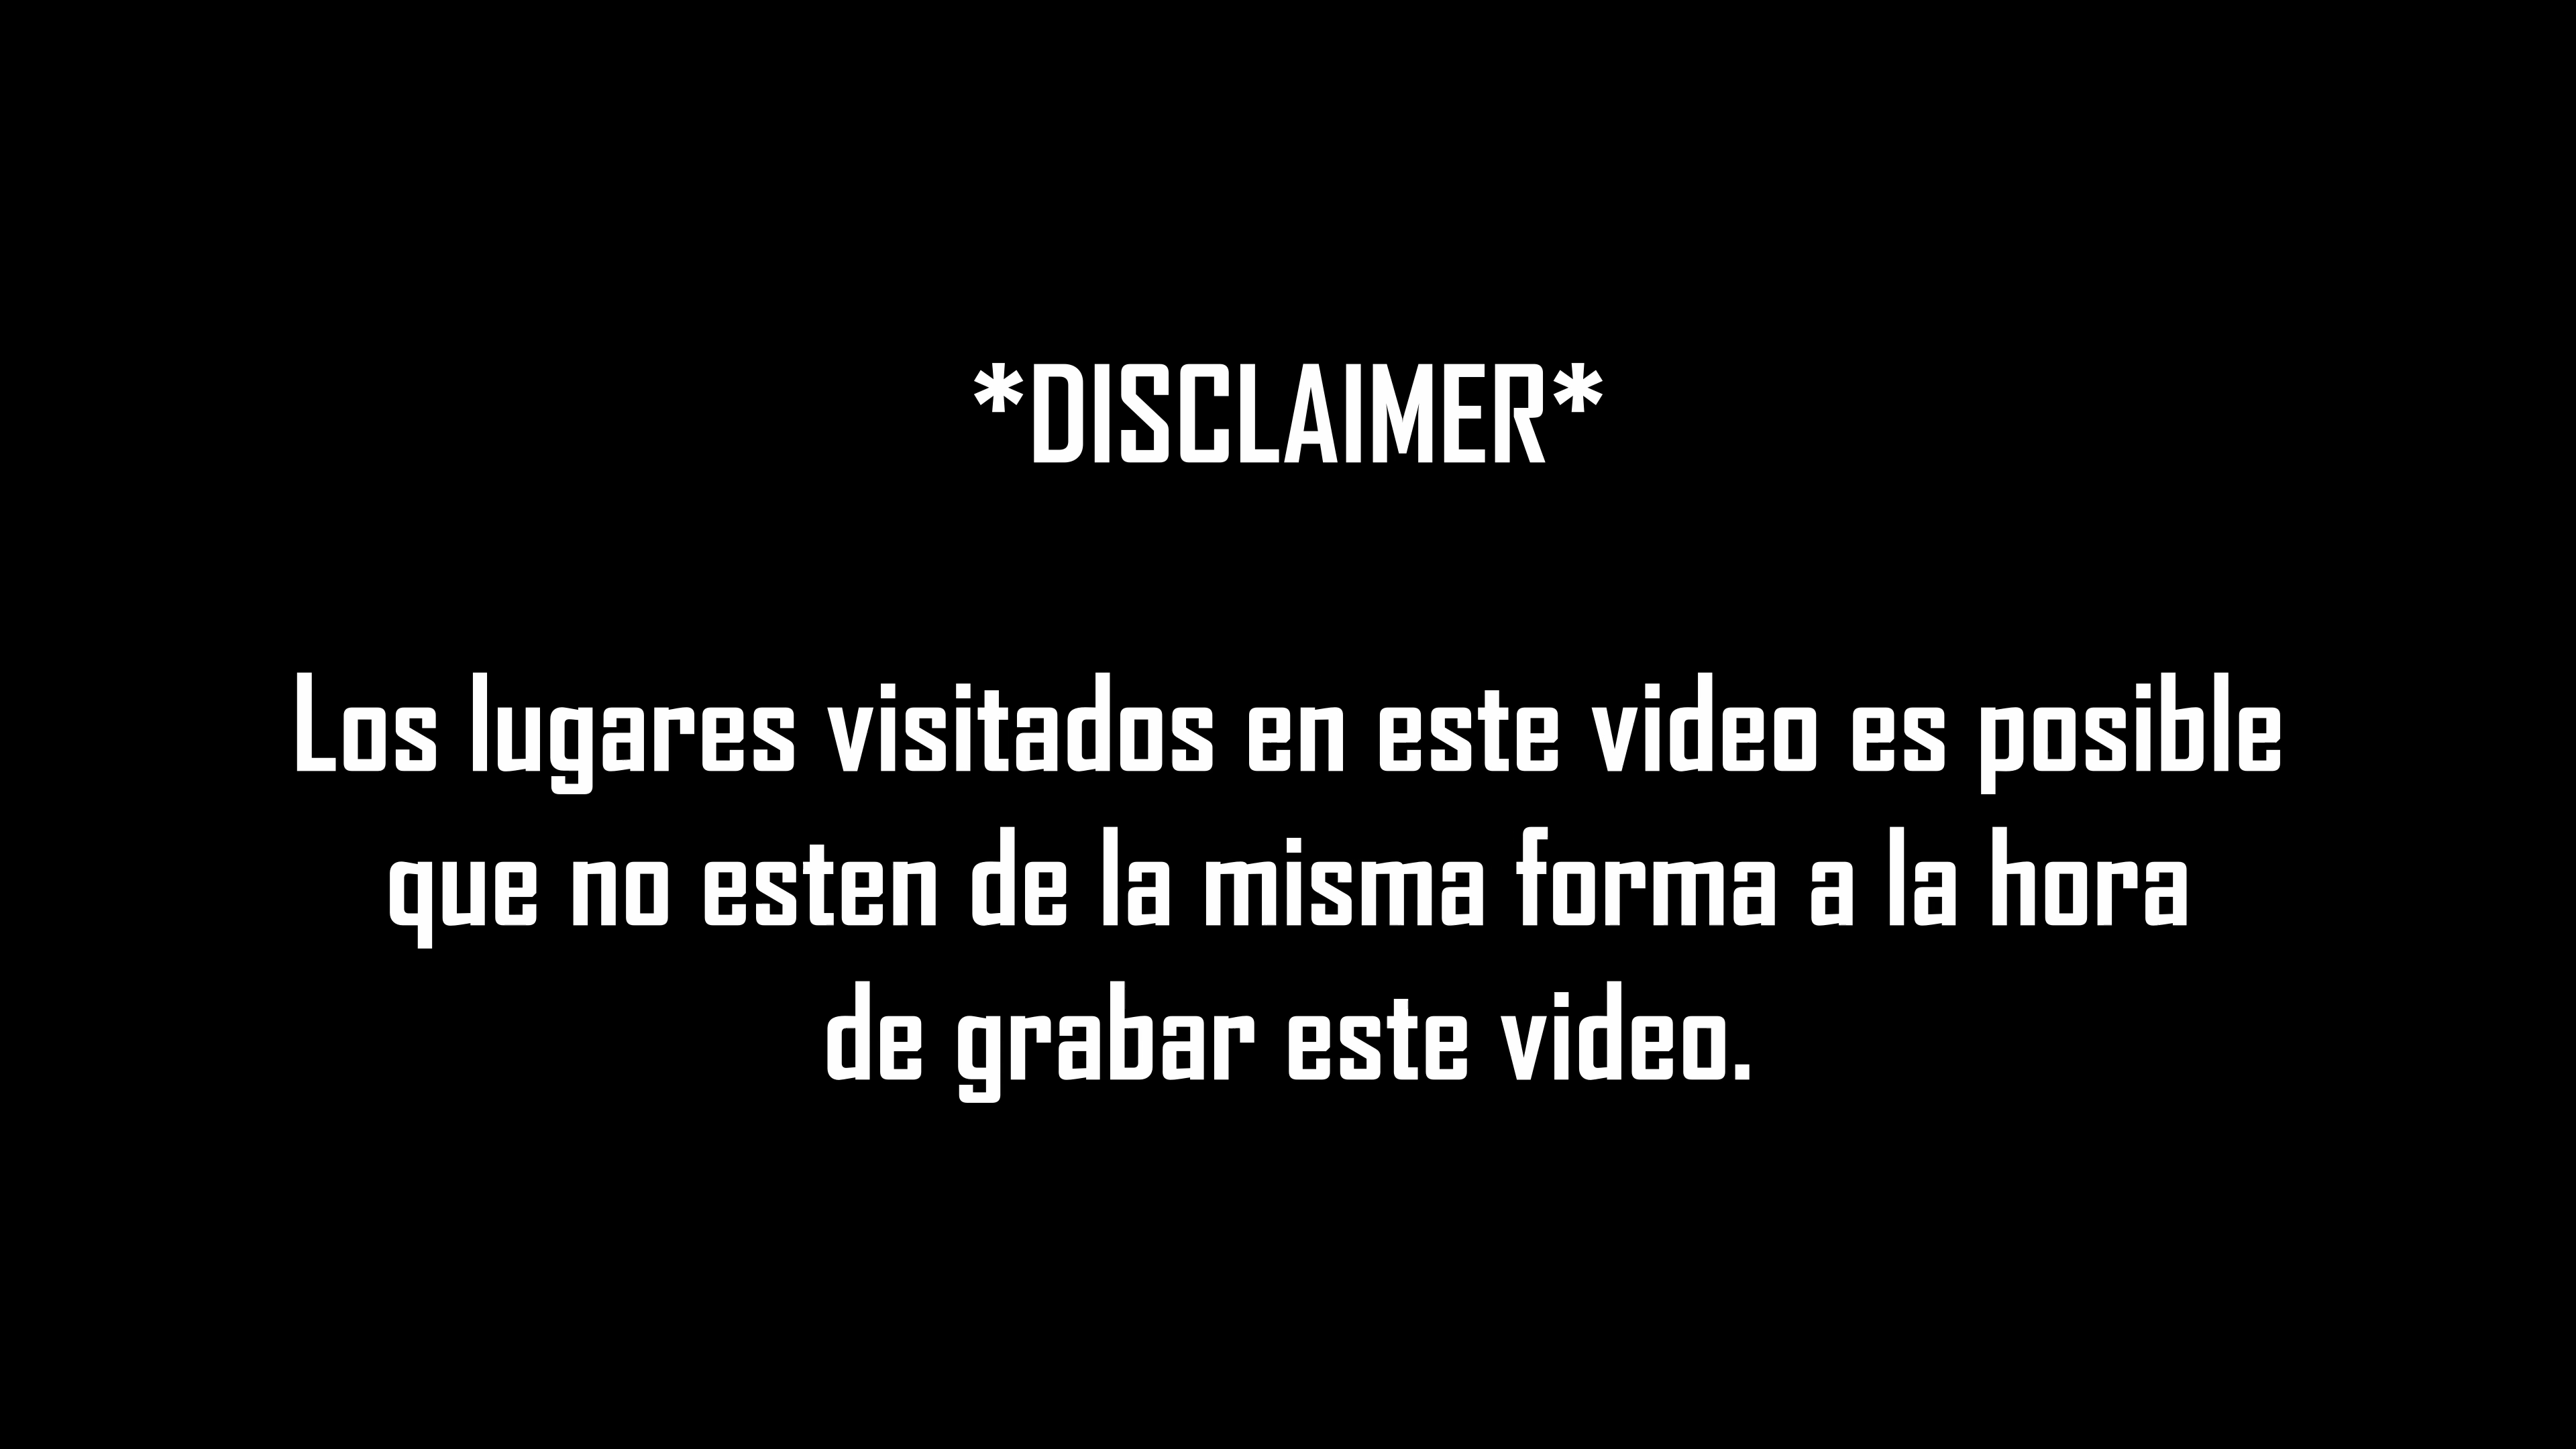 *DISCLAIMER*
Los lugares visitados en este video es posible
que no esten de la misma forma a la hora
de grabar este video.